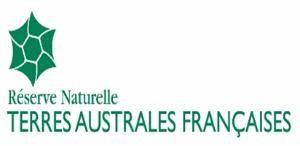 Réserve Naturelle
TERRES AUSTRALES FRANÇAISES